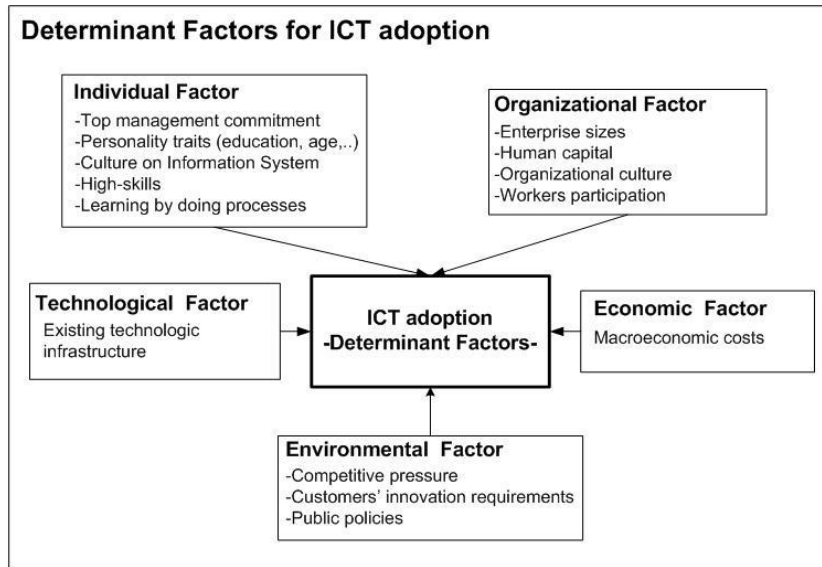 Determinant Factors for ICT adoption
Individual Factor
-Top management commitment
-Personality traits (education, age,..)
-Culture on Information System
-High-skills
-Learning by doing processes
Organizational Factor
-Enterprise sizes
-Human capital
-Organizational culture
-Workers participation
Technological Factor
Existing technologic
infrastructure
ICT adoption
-Determinant Factors-
Economic Factor
Macroeconomic costs
Environmental Factor
-Competitive pressure
-Customers' innovation requirements
-Public policies